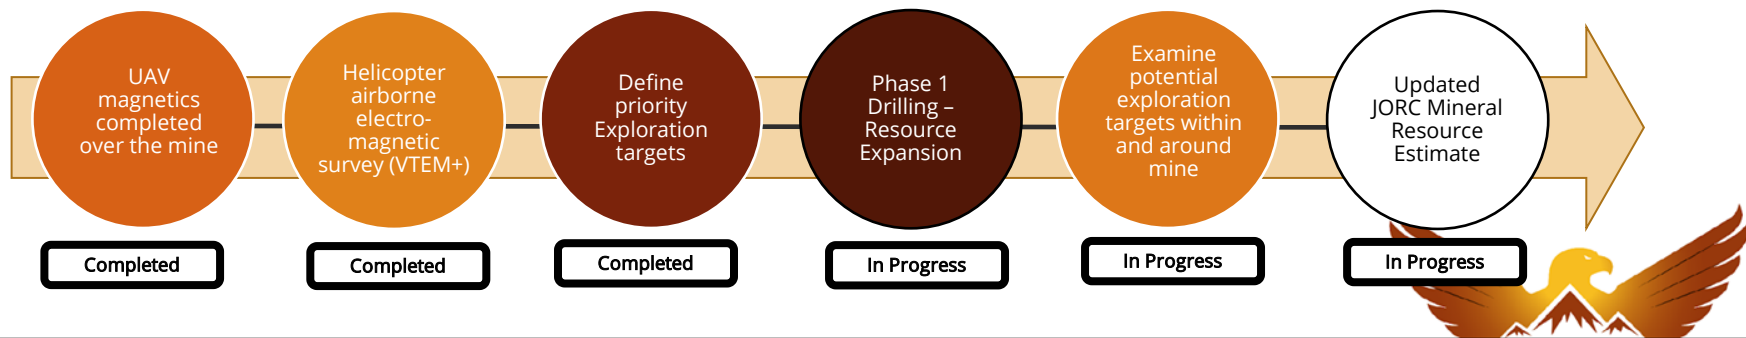 UAV
magnetics
completed
over the mine
Helicopter
airborne
electro-
magnetic
survey (VTEM+)
Define
priority
Exploration
targets
Phase 1
Drilling –
Resource
Expansion
Examine
potential
exploration
targets within
and around
mine
Updated
JORC Mineral
Resource
Estimate
Completed
Completed
Completed
In Progress
In Progress
In Progress